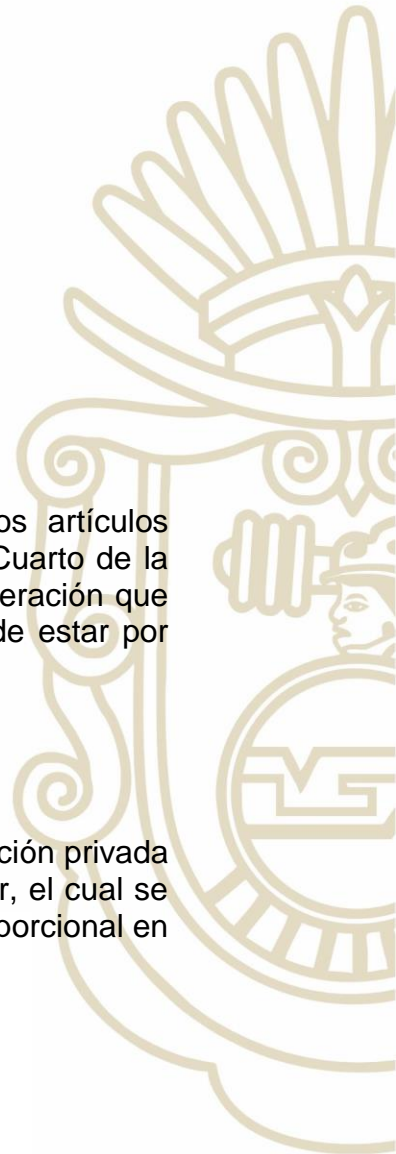 os artículos
Cuarto de la
eración que
de estar por
ción privada
r, el cual se
porcional en